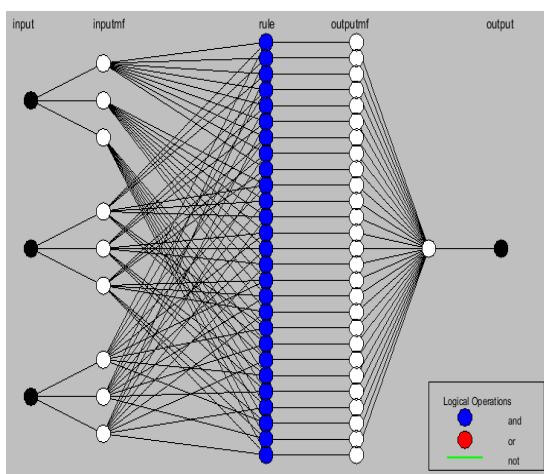 input inputmf rule outputmf output
Logical Operations
and
or
not